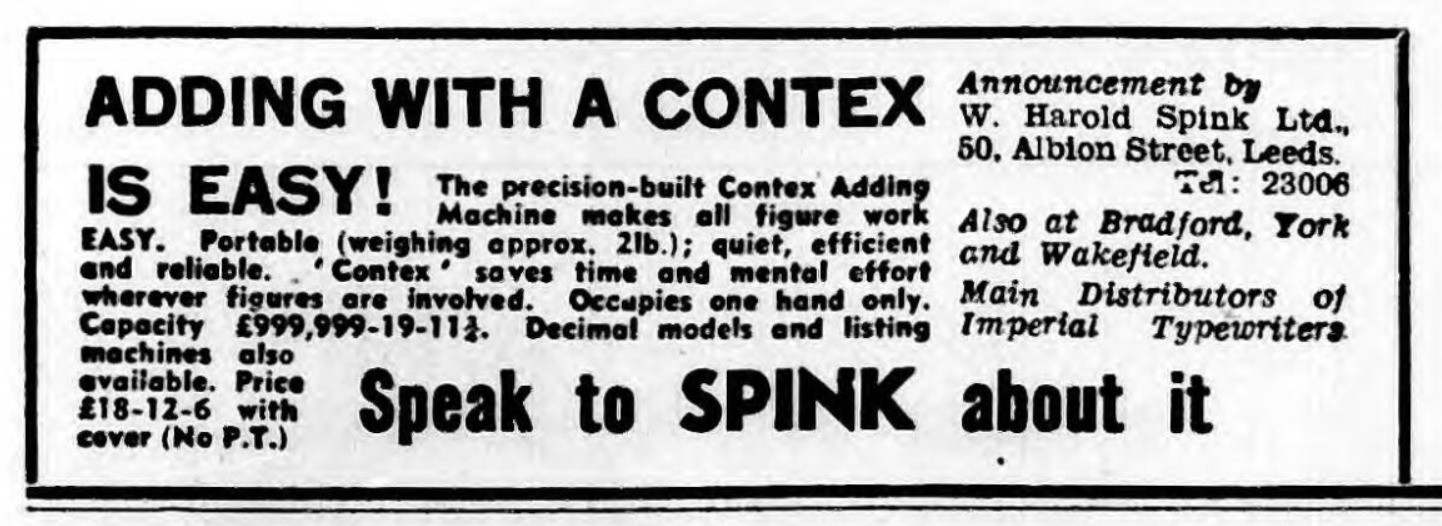 ADDING WITH A CONTEX
IS EASY!
The precision-built Contex Adding
Machine makes all figure work
EASY. Portable (weighing approx. 2lb.); quiet, efficient
and reliable. 'Contex' saves time and mental effort
wherever figures are involved. Occupies one hand only.
Capacity £999,999-19-11¾. Decimal models and listing
machines also
available. Price
£18-12-6 with
cover (No P.T.)
Speak to SPINK about it
Announcement by
W. Harold Spink Ltd.,
50, Albion Street, Leeds.
Tel: 23006
Also at Bradford, York
and Wakefield.
Main Distributors of
Imperial Typewriters